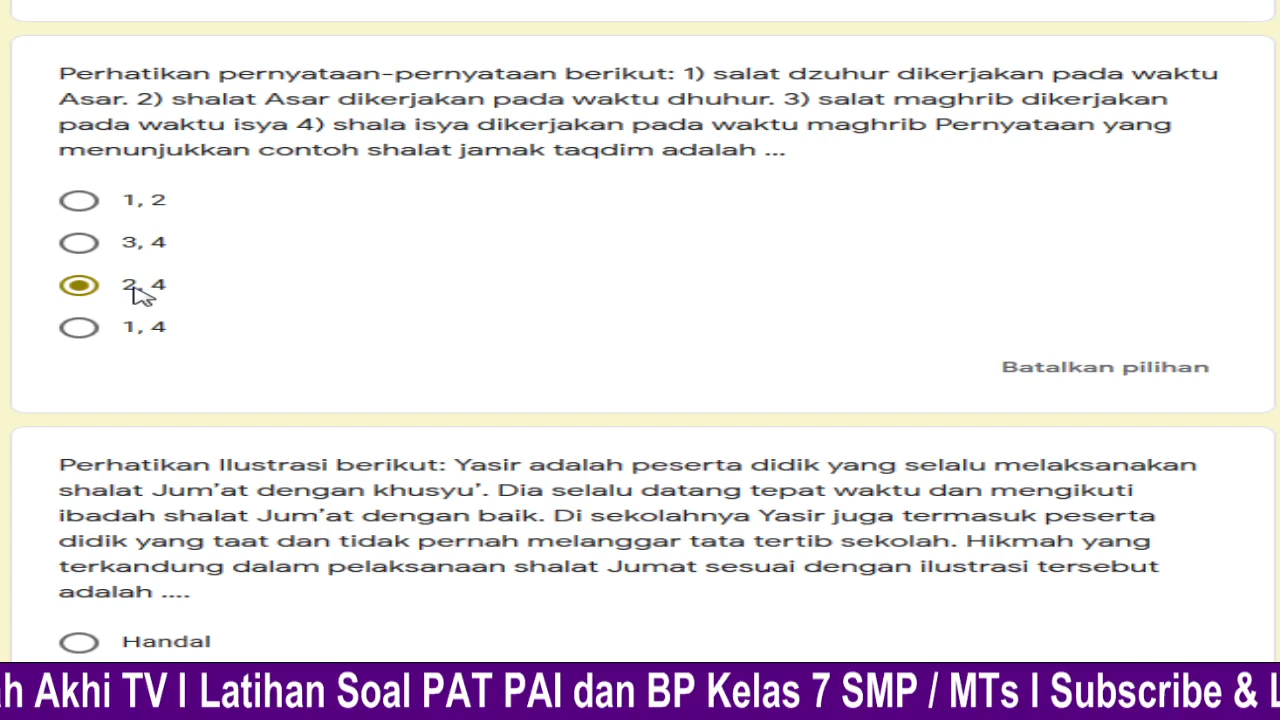 Perhatikan pernyataan-pernyataan berikut: 1) salat dzuhur dikerjakan pada waktu
Asar. 2) shalat Asar dikerjakan pada waktu dhuhur. 3) salat maghrib dikerjakan
pada waktu isya 4) shala isya dikerjakan pada waktu maghrib Pernyataan yang
menunjukkan contoh shalat jamak taqdim adalah ...
1, 2
3, 4
2, 4
1, 4
Batalkan pilihan
Perhatikan Ilustrasi berikut: Yasir adalah peserta didik yang selalu melaksanakan
shalat Jum'at dengan khusyu'. Dia selalu datang tepat waktu dan mengikuti
ibadah shalat Jum'at dengan baik. Di sekolahnya Yasir juga termasuk peserta
didik yang taat dan tidak pernah melanggar tata tertib sekolah. Hikmah yang
terkandung dalam pelaksanaan shalat Jumat sesuai dengan ilustrasi tersebut
adalah ....
Handal
h Akhi TV I Latihan Soal PAT PAI dan BP Kelas 7 SMP / MTs I Subscribe & L